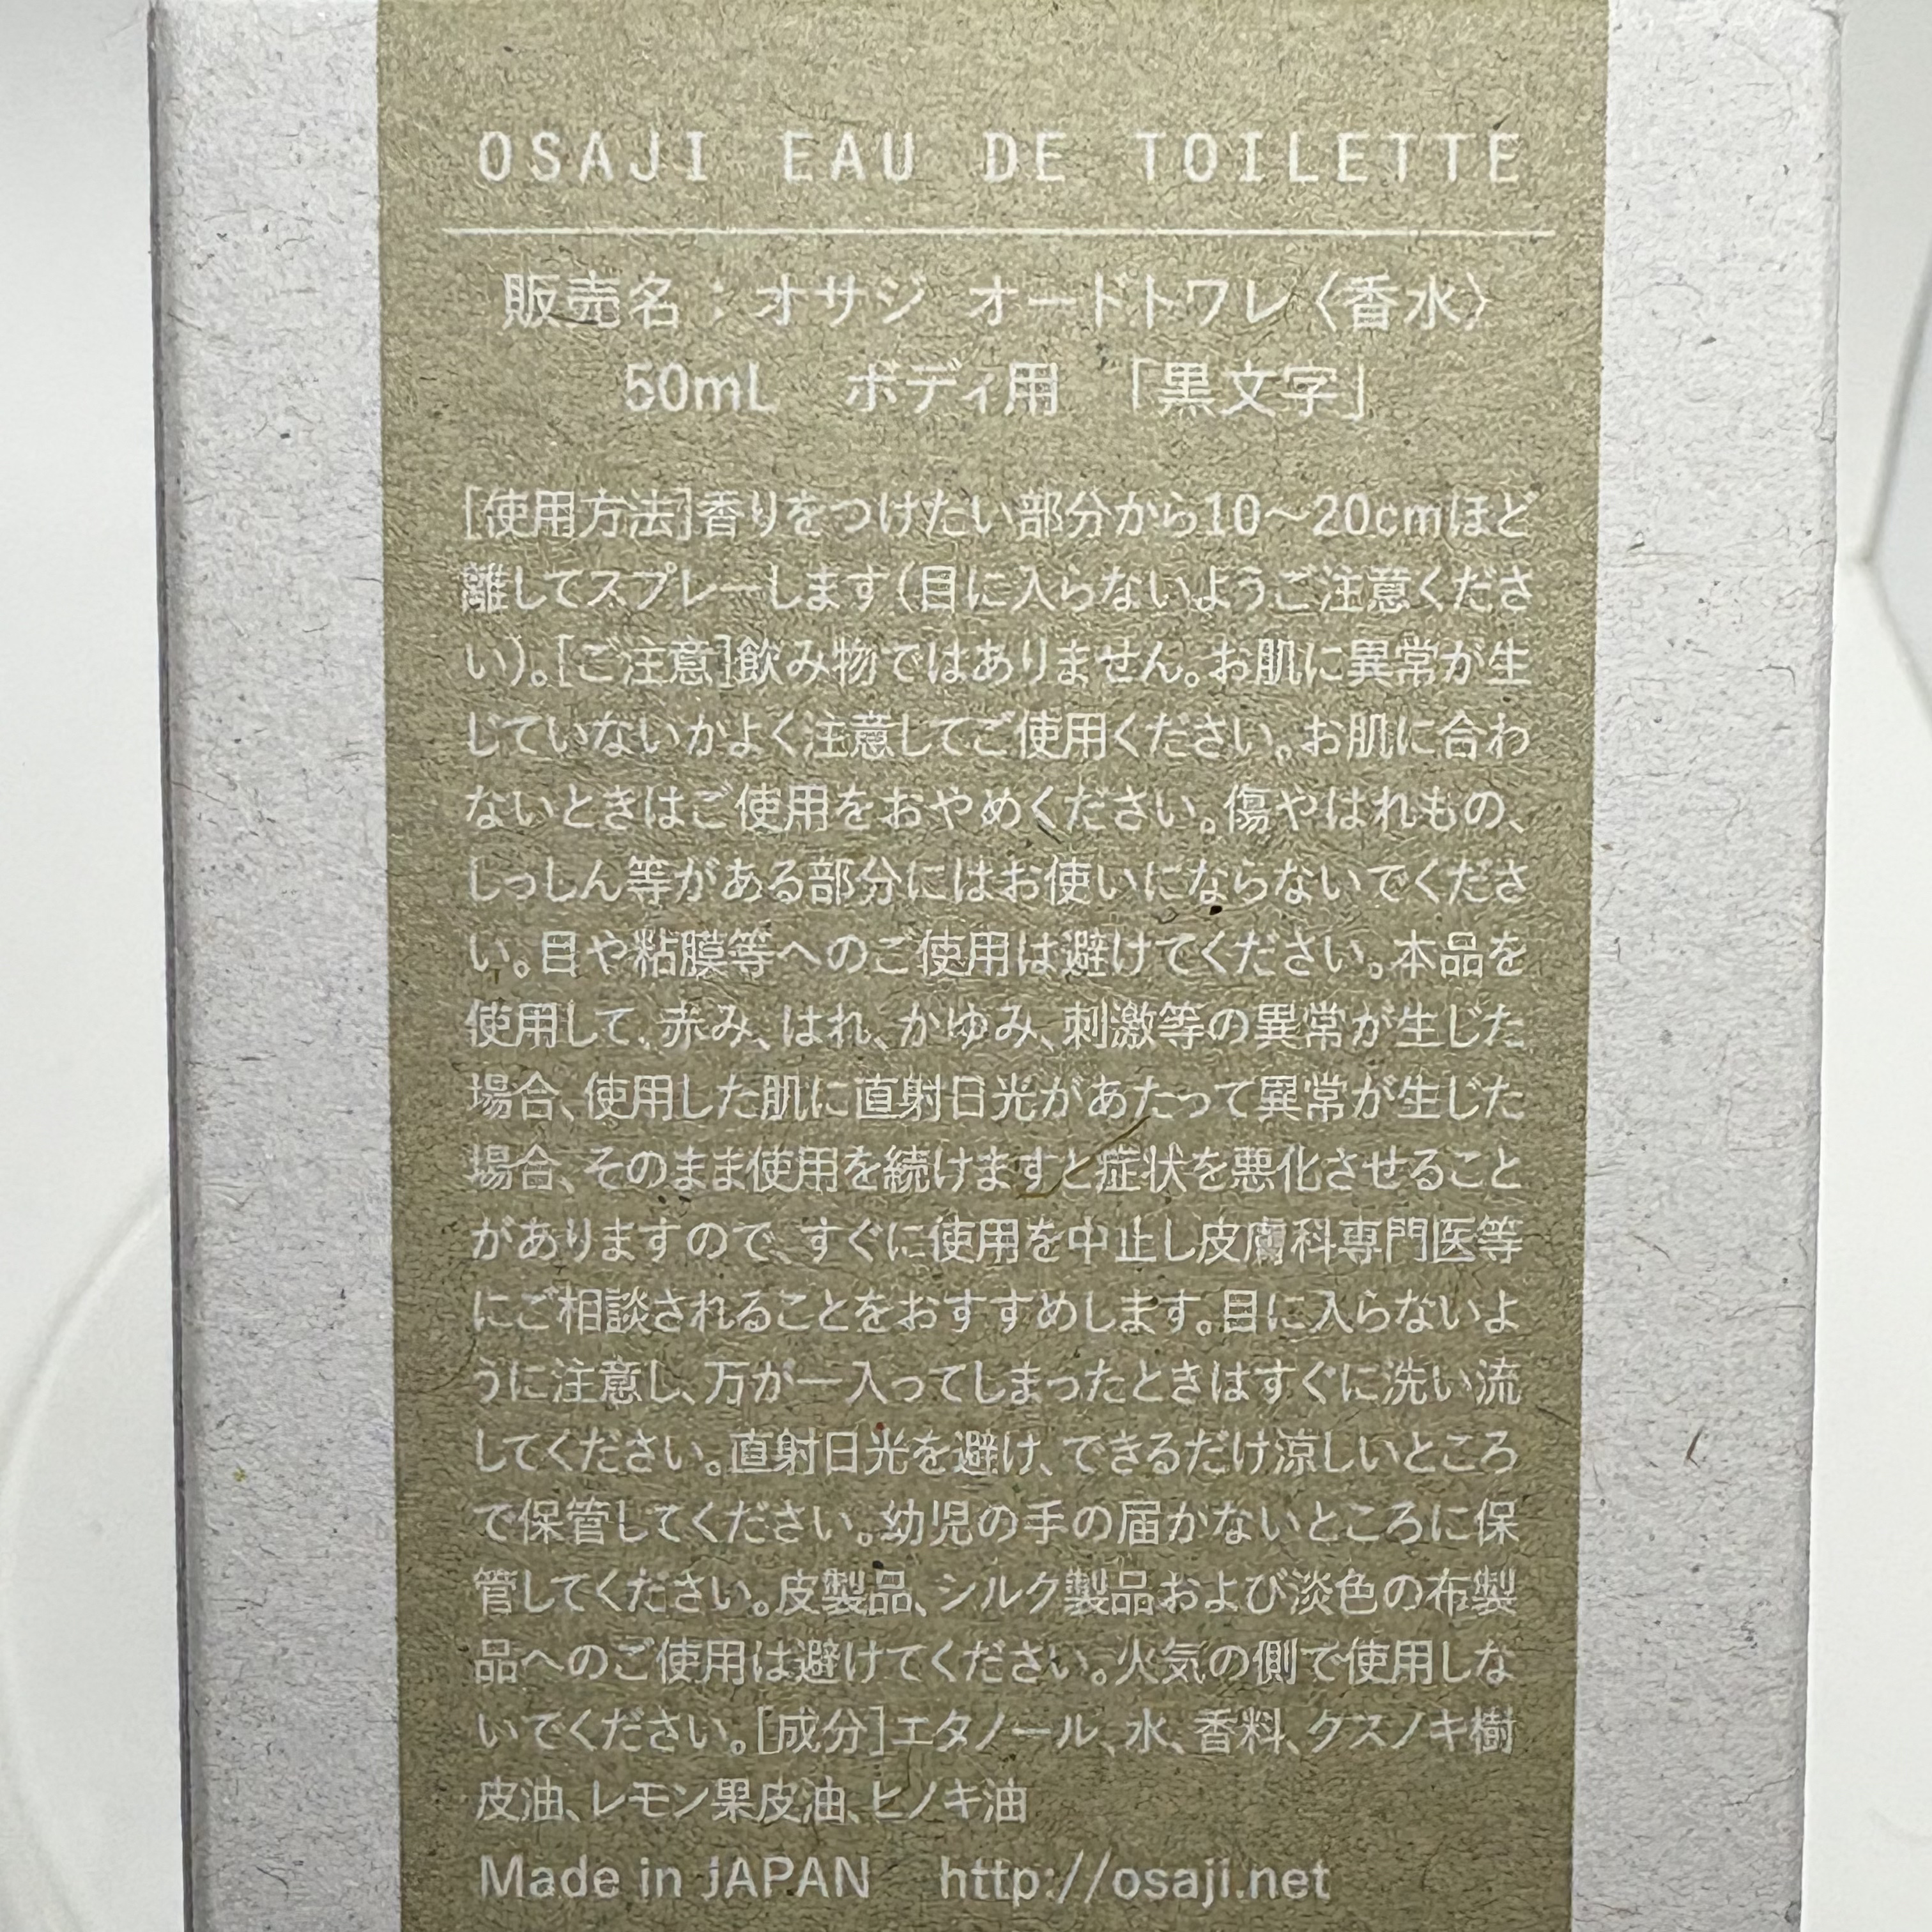 OSAJI EAU DE TOILETTE
販売名：オサジ オードトワレ〈香水〉
50mL ボディ用 「黒文字」
[使用方法]香りをつけたい部分から10～20cmほど
離してスプレーします(目に入らないようご注意くださ
い)。[ご注意]飲み物ではありません。お肌に異常が生
じていないかよく注意してご使用ください。お肌に合わ
ないときはご使用をおやめください。傷やはれもの、
しっしん等がある部分にはお使いにならないでくださ
い。目や粘膜等へのご使用は避けてください。本品を
使用して、赤み、はれ、かゆみ、刺激等の異常が生じた
場合、使用した肌に直射日光があたって異常が生じた
場合、そのまま使用を続けますと症状を悪化させること
がありますので、すぐに使用を中止し皮膚科専門医等
にご相談されることをおすすめします。目に入らないよ
うに注意し、万が一入ってしまったときはすぐに洗い流
してください。直射日光を避け、できるだけ涼しいところ
で保管してください。幼児の手の届かないところに保
管してください。皮製品、シルク製品および淡色の布製
品へのご使用は避けてください。火気の側で使用しな
いでください。[成分]エタノール、水、香料、クスノキ樹
皮油、レモン果皮油、ヒノキ油
Made in JAPAN http://osaji.net